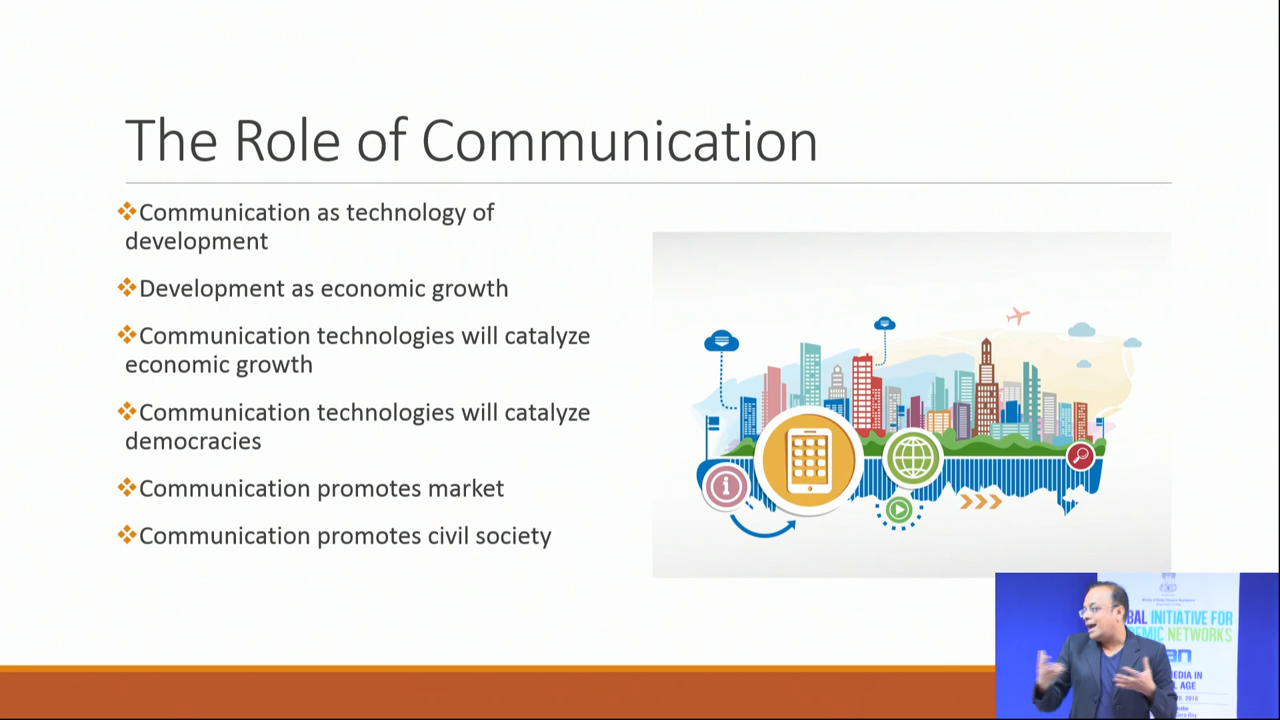 The Role of Communication
❖Communication as technology of
development
❖Development as economic growth
❖Communication technologies will catalyze
economic growth
❖Communication technologies will catalyze
democracies
❖Communication promotes market
❖Communication promotes civil society
BAL INITIATIVE FOR
EMIC NETWORKS
an
EDIA IN
AGE